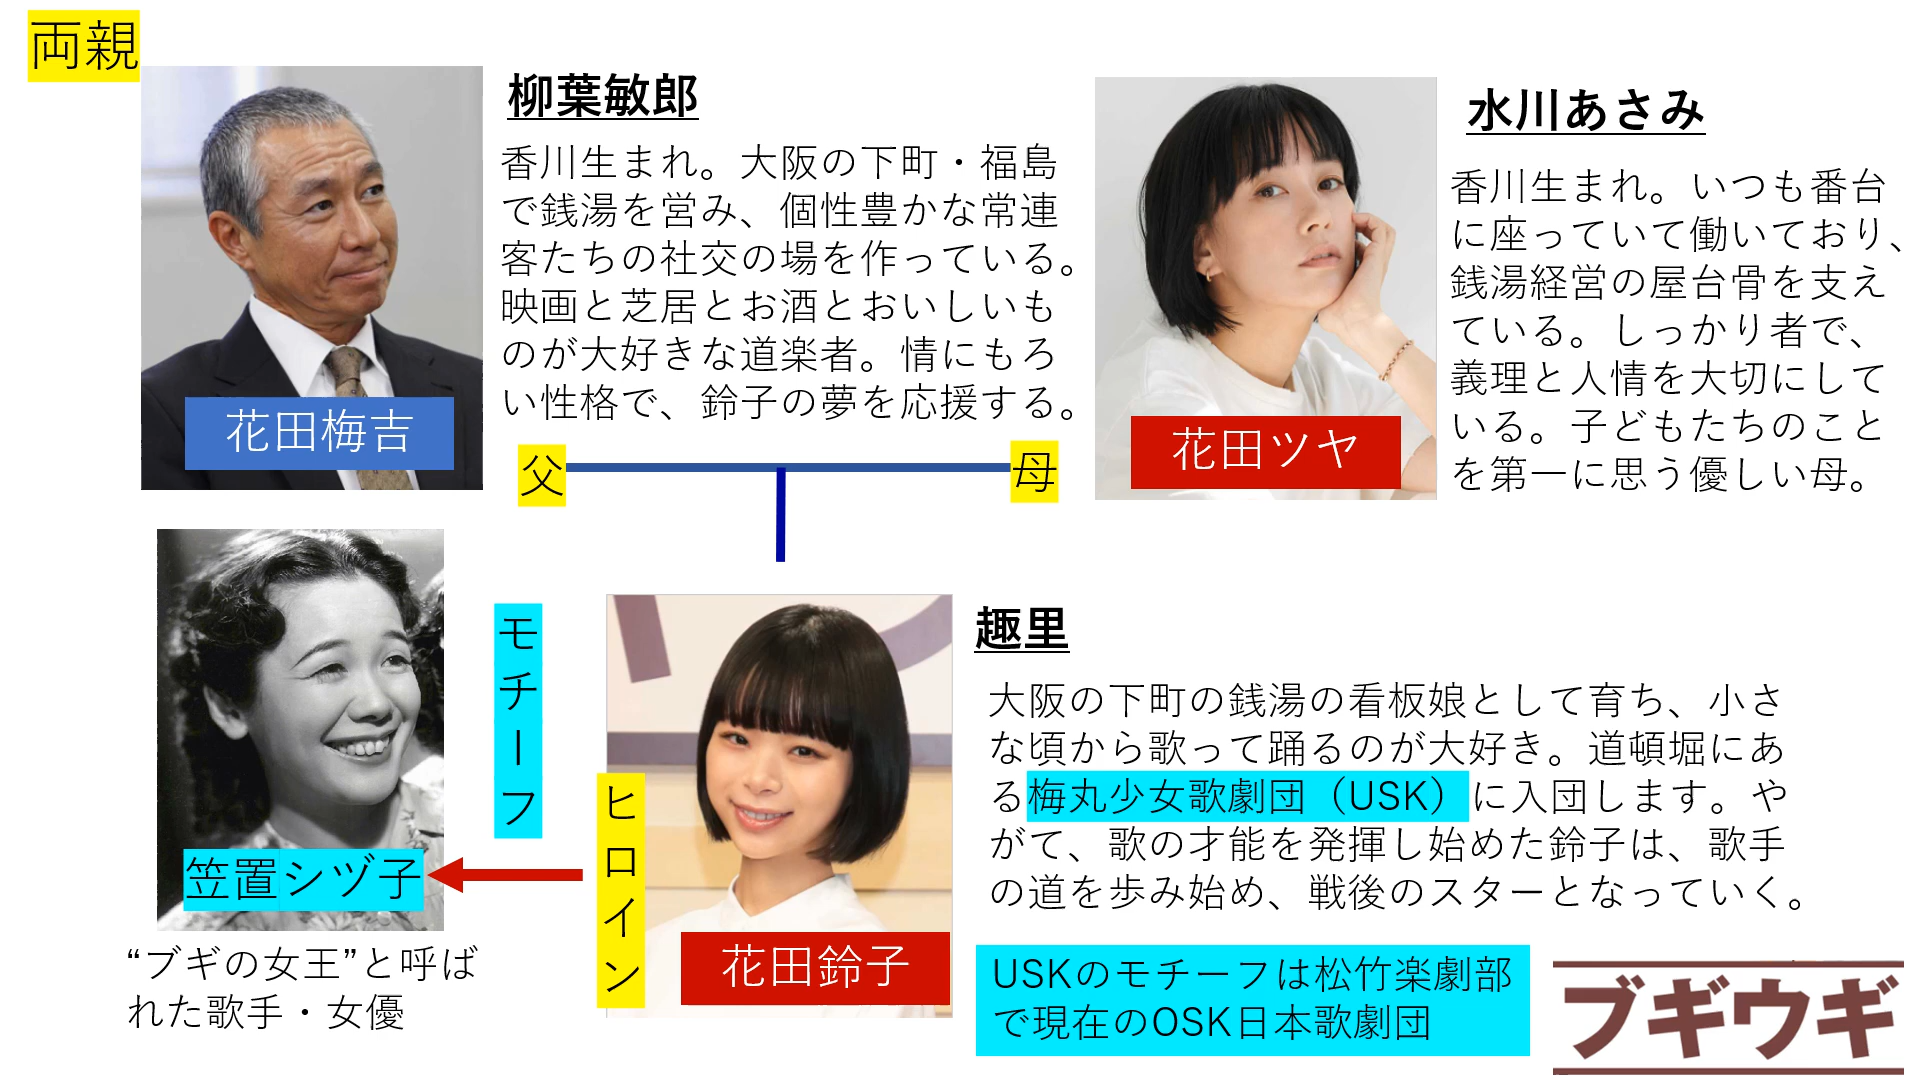 両親
柳葉敏郎
香川生まれ。大阪の下町・福島
で銭湯を営み、個性豊かな常連
客たちの社交の場を作っている。
映画と芝居とお酒とおいしいも
のが大好きな道楽者。情にもろ
い性格で、鈴子の夢を応援する。
花田梅吉
水川あさみ
香川生まれ。いつも番台
に座っていて働いており、
銭湯経営の屋台骨を支え
ている。しっかり者で、
義理と人情を大切にして
いる。子どもたちのこと
を第一に思う優しい母。
花田ツヤ
父
母
モチーフ
笠置シヅ子
“ブギの女王”と呼ば
れた歌手・女優
ヒロイン
花田鈴子
趣里
大阪の下町の銭湯の看板娘として育ち、小さ
な頃から歌って踊るのが大好き。道頓堀にあ
る梅丸少女歌劇団（USK）に入団します。や
がて、歌の才能を発揮し始めた鈴子は、歌手
の道を歩み始め、戦後のスターとなっていく。
USKのモチーフは松竹楽劇部
で現在のOSK日本歌劇団
ブギウギ